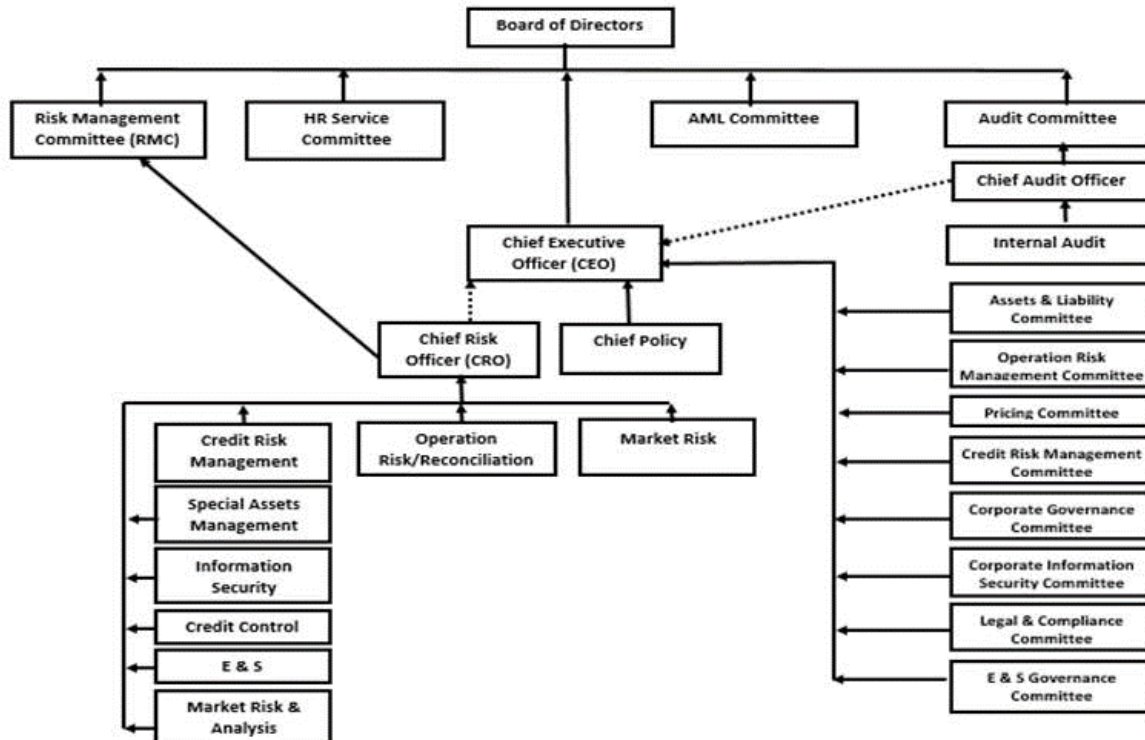 Board of Directors
Risk Management
Committee (RMC)
HR Service
Committee
AML Committee
Audit Committee
Chief Audit Officer
Internal Audit
Chief Executive
Officer (CEO)
Chief Risk
Officer (CRO)
Chief Policy
Assets & Liability
Committee
Operation Risk
Management Committee
Pricing Committee
Credit Risk Management
Committee
Corporate Governance
Committee
Corporate Information
Security Committee
Legal & Compliance
Committee
E & S Governance
Committee
Credit Risk
Management
Operation
Risk/Reconciliation
Market Risk
Special Assets
Management
Information
Security
Credit Control
E & S
Market Risk &
Analysis